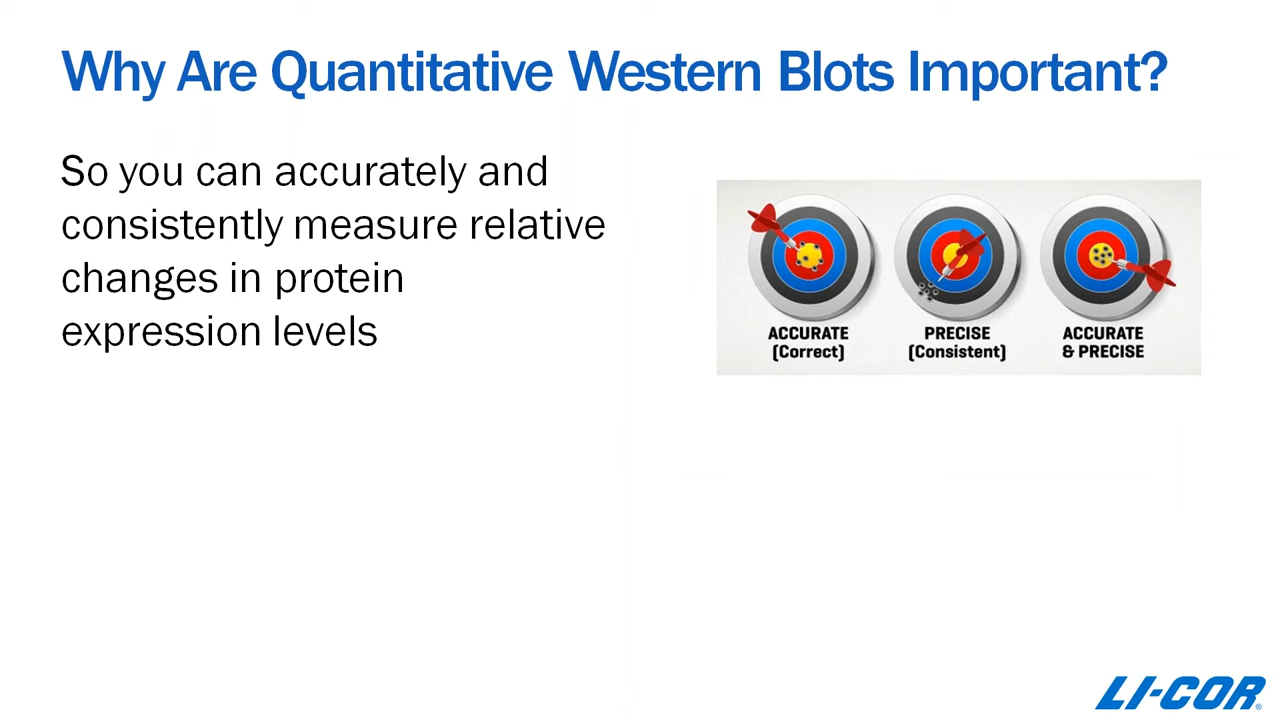 Why Are Quantitative Western Blots Important?
So you can accurately and
consistently measure relative
changes in protein
expression levels
ACCURATE
(Correct)
PRECISE
(Consistent)
ACCURATE
& PRECISE
LI-COR®